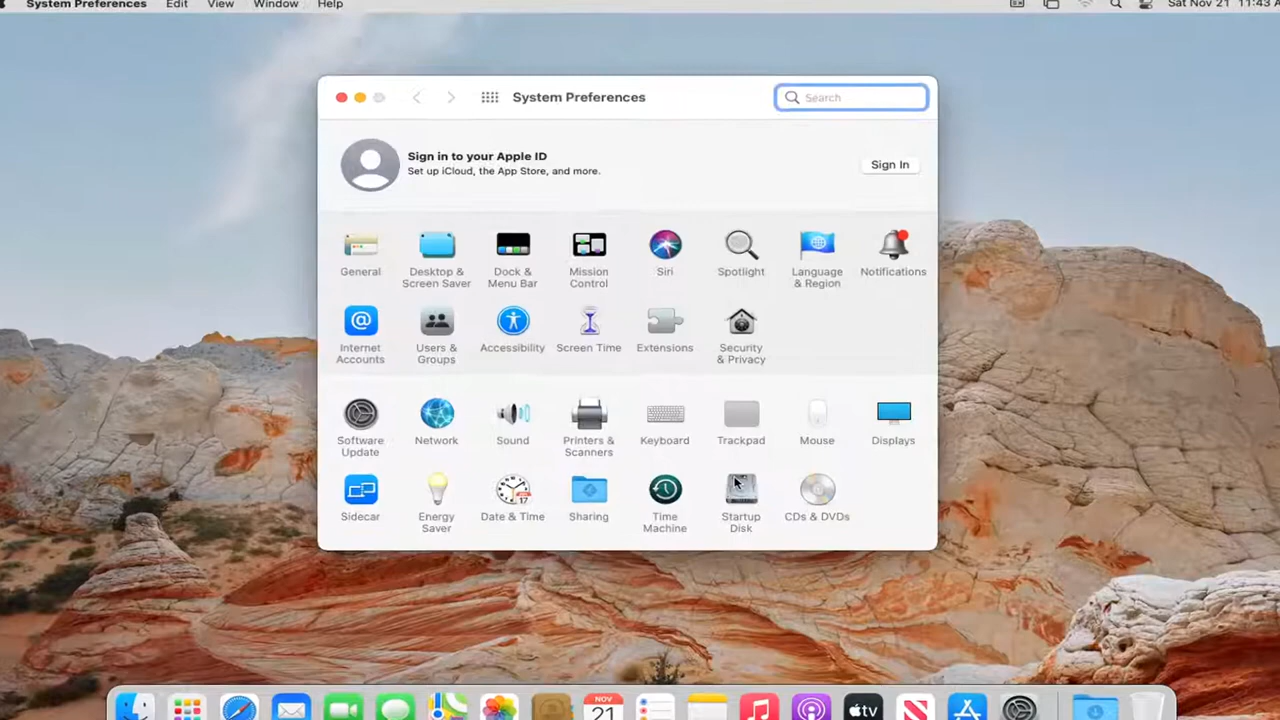 System Preferences Edit View Window Help Sat Nov 21 11:43 A
System Preferences
Search
Sign in to your Apple ID
Set up iCloud, the App Store, and more.
Sign In
General
Desktop &
Screen Saver
Dock &
Menu Bar
Mission
Control
Siri
Spotlight
Language
& Region
Notifications
Internet
Accounts
Users &
Groups
Accessibility
Screen Time
Extensions
Security
& Privacy
Software
Update
Network
Sound
Printers &
Scanners
Keyboard
Trackpad
Mouse
Displays
Sidecar
Energy
Saver
Date & Time
Sharing
Time
Machine
Startup
Disk
CDs & DVDs
JUL
17
NOV
21
tv